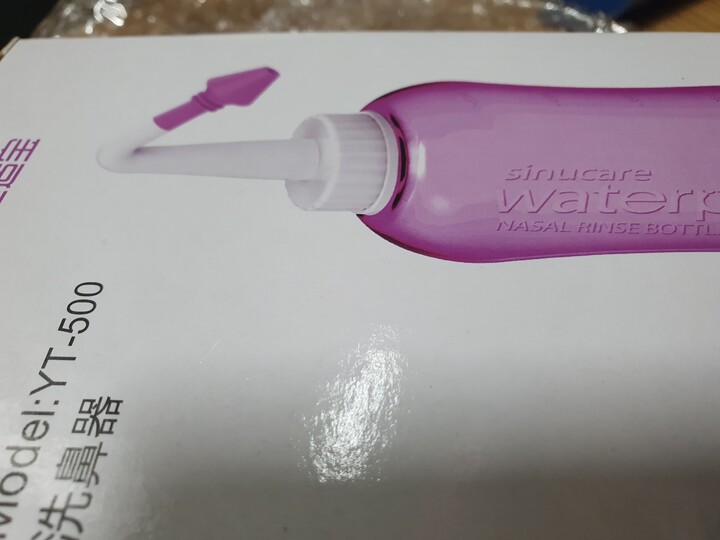 sinucare
waterp
NASAL RINSE BOTTL
Model:YT-500
洗鼻器